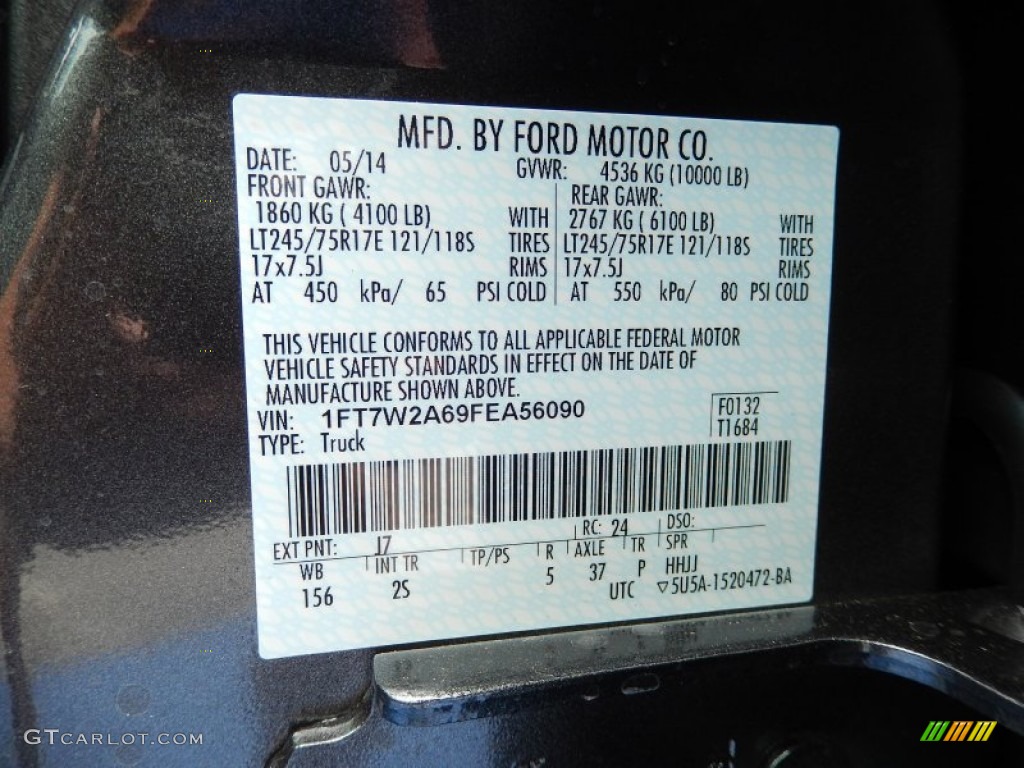 MFD. BY FORD MOTOR CO.
DATE: 05/14 GVWR: 4536 KG (10000 LB)
FRONT GAWR: REAR GAWR:
1860 KG ( 4100 LB) WITH 2767 KG ( 6100 LB) WITH
LT245/75R17E 121/118S TIRES LT245/75R17E 121/118S TIRES
17x7.5J RIMS 17x7.5J RIMS
AT 450 kPa/ 65 PSI COLD AT 550 kPa/ 80 PSI COLD
THIS VEHICLE CONFORMS TO ALL APPLICABLE FEDERAL MOTOR
VEHICLE SAFETY STANDARDS IN EFFECT ON THE DATE OF
MANUFACTURE SHOWN ABOVE.
VIN: 1FT7W2A69FEA56090 F0132
TYPE: Truck T1684
EXT PNT: J7 RC: 24 DSO:
WB INT TR TP/PS R AXLE TR SPR
156 2S 5 37 P HHJJ
UTC ▽5U5A-1520472-BA
GTCARLOT.COM